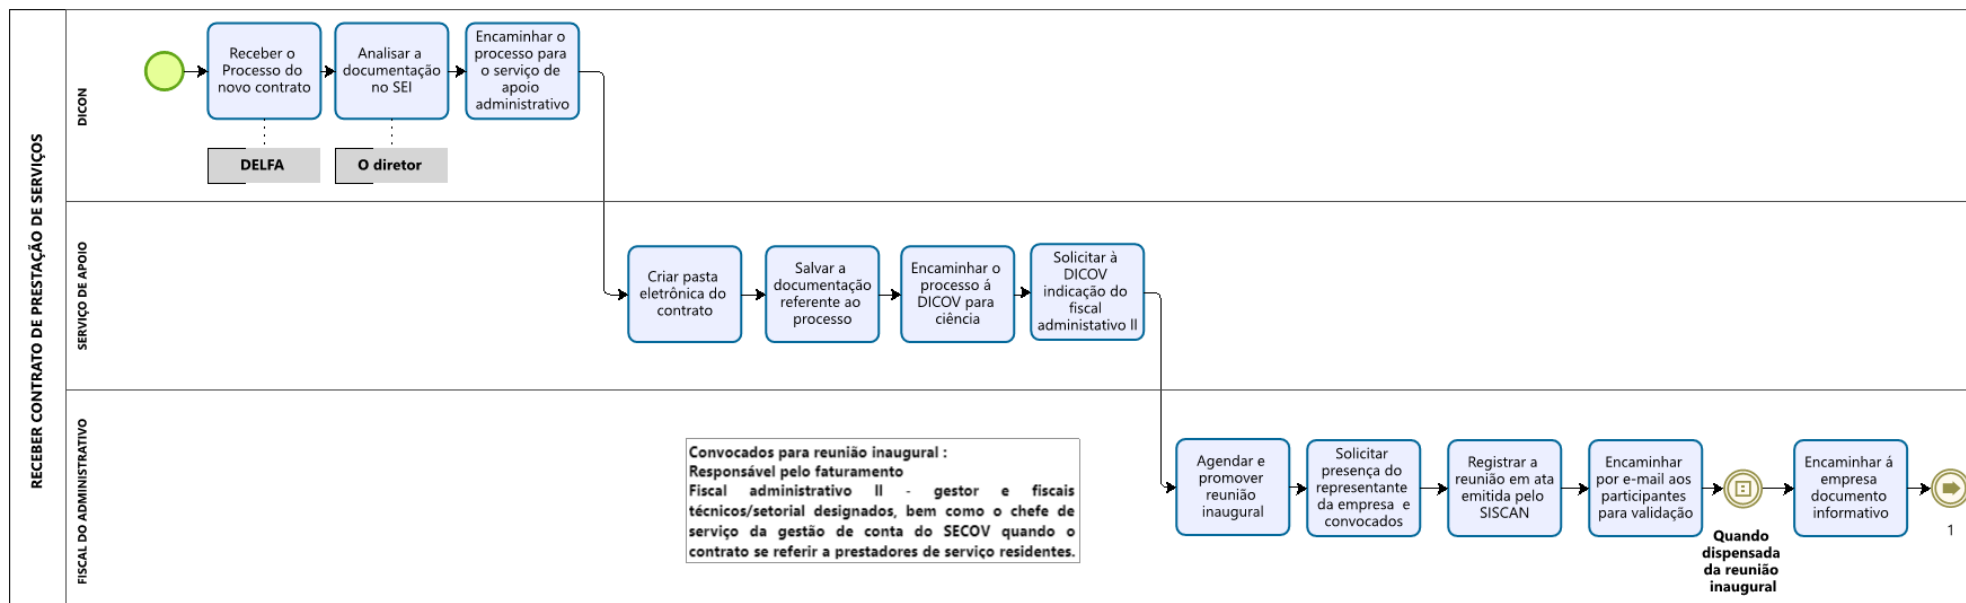 RECEBER CONTRATO DE PRESTAÇÃO DE SERVIÇOS
DICON
Receber o
Processo do
novo contrato
Analisar a
documentação
no SEI
Encaminhar o
processo para
o serviço de
apoio
administrativo
DELFA
O diretor
SERVIÇO DE APOIO
Criar pasta
eletrônica do
contrato
Salvar a
documentação
referente ao
processo
Encaminhar o
processo á
DICOV para
ciência
Solicitar à
DICOV
indicação do
fiscal
administativo II
FISCAL DO ADMINISTRATIVO
Convocados para reunião inaugural :
Responsável pelo faturamento
Fiscal administrativo II - gestor e fiscais
técnicos/setorial designados, bem como o chefe de
serviço da gestão de conta do SECOV quando o
contrato se referir a prestadores de serviço residentes.
Agendar e
promover
reunião
inaugural
Solicitar
presença do
representante
da empresa e
convocados
Registrar a
reunião em ata
emitida pelo
SISCAN
Encaminhar
por e-mail aos
participantes
para validação
Quando
dispensada
da reunião
inaugural
Encaminhar á
empresa
documento
informativo
1